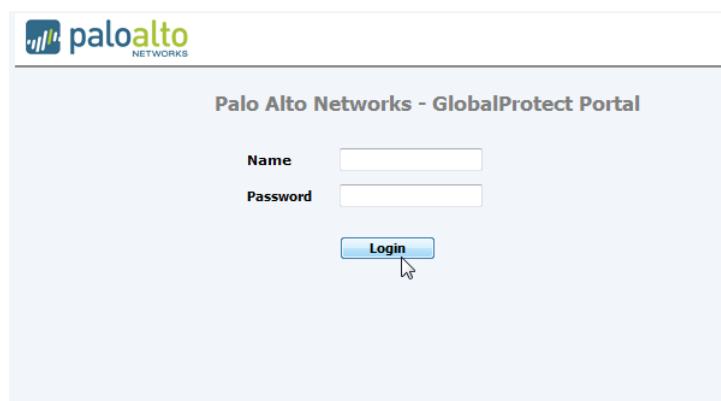 paloalto
NETWORKS
Palo Alto Networks - GlobalProtect Portal
Name
Password
Login